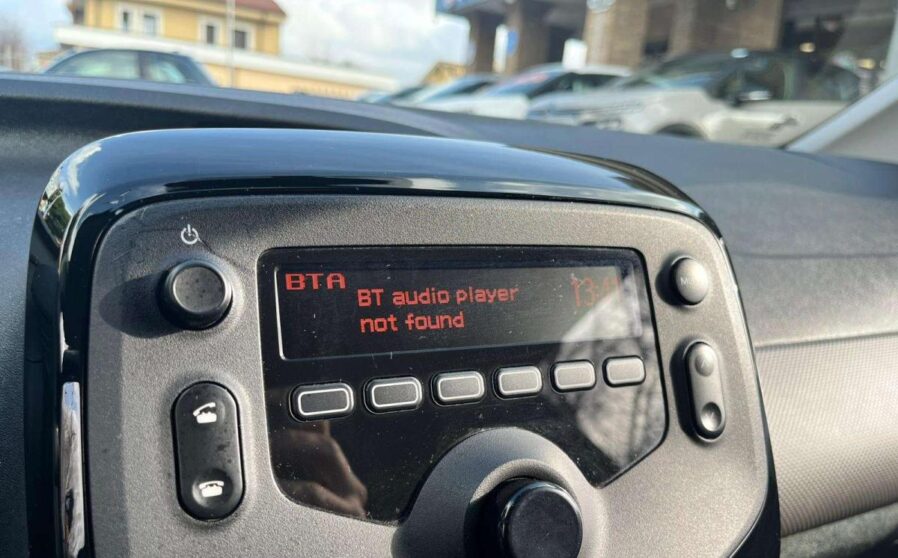 BTA
BT audio player
not found